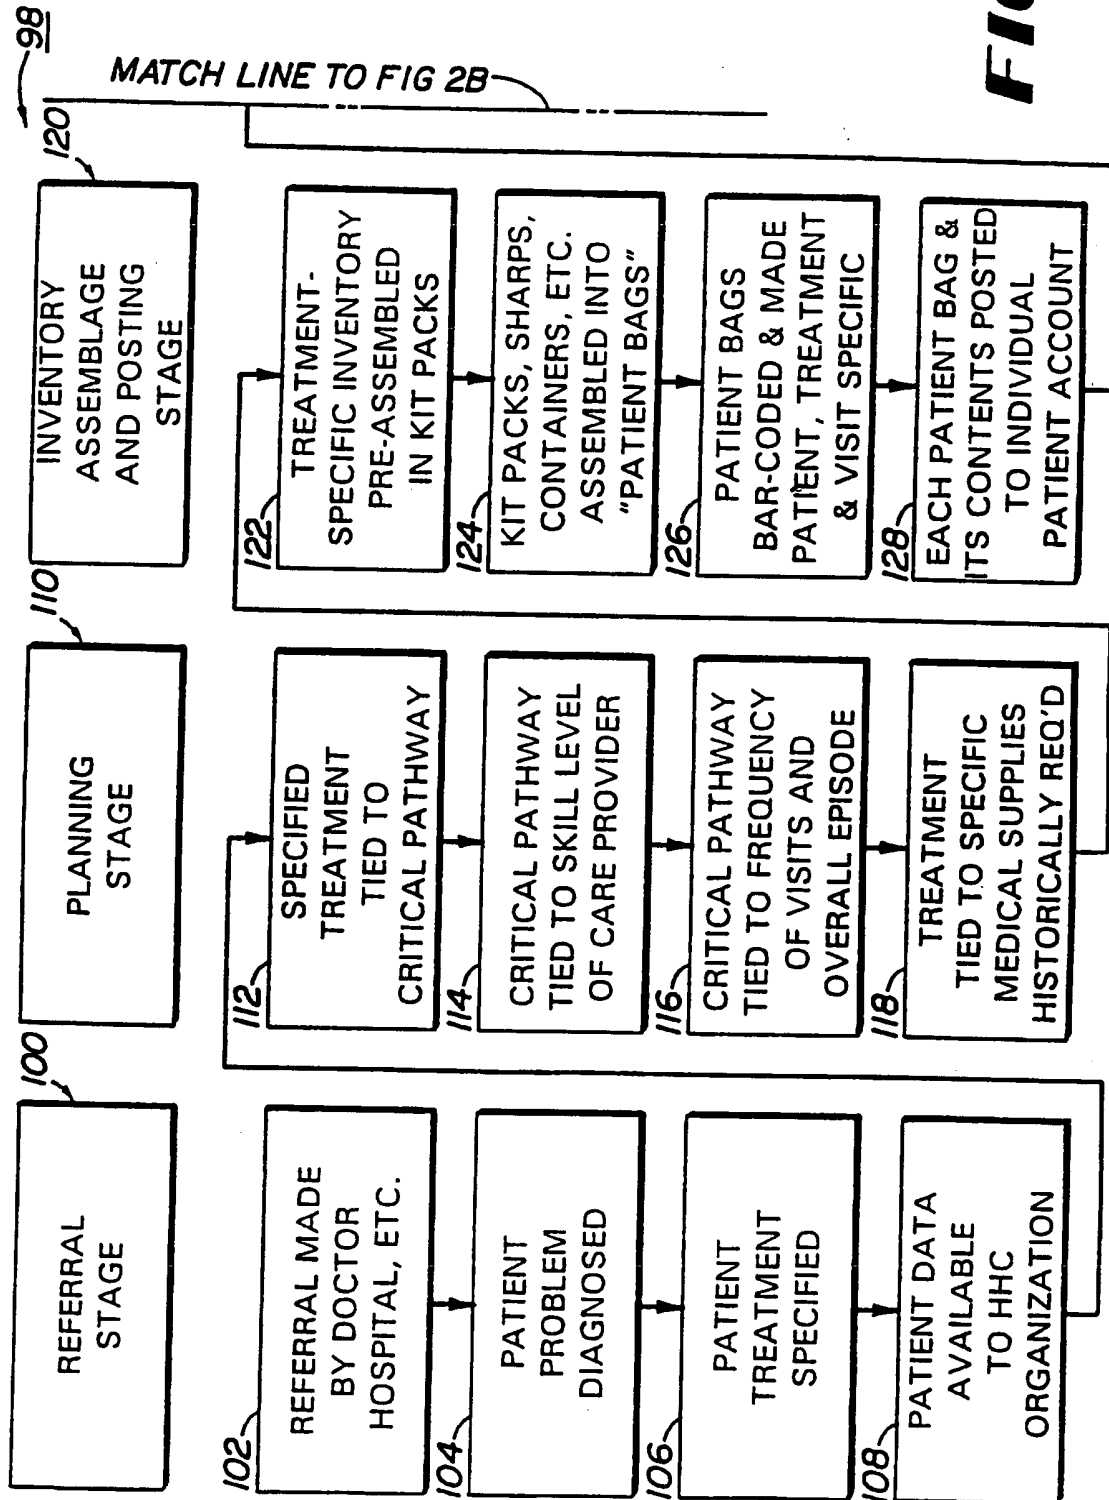 98
MATCH LINE TO FIG 2B
FIG
100
REFERRAL
STAGE
102
REFERRAL MADE
BY DOCTOR
HOSPITAL, ETC.
104
PATIENT
PROBLEM
DIAGNOSED
106
PATIENT
TREATMENT
SPECIFIED
108
PATIENT DATA
AVAILABLE
TO HHC
ORGANIZATION
110
PLANNING
STAGE
112
SPECIFIED
TREATMENT
TIED TO
CRITICAL PATHWAY
114
CRITICAL PATHWAY
TIED TO SKILL LEVEL
OF CARE PROVIDER
116
CRITICAL PATHWAY
TIED TO FREQUENCY
OF VISITS AND
OVERALL EPISODE
118
TREATMENT
TIED TO SPECIFIC
MEDICAL SUPPLIES
HISTORICALLY REQ'D
120
INVENTORY
ASSEMBLAGE
AND POSTING
STAGE
122
TREATMENT-
SPECIFIC INVENTORY
PRE-ASSEMBLED
IN KIT PACKS
124
KIT PACKS, SHARPS,
CONTAINERS, ETC.
ASSEMBLED INTO
"PATIENT BAGS"
126
PATIENT BAGS
BAR-CODED & MADE
PATIENT, TREATMENT
& VISIT SPECIFIC
128
EACH PATIENT BAG &
ITS CONTENTS POSTED
TO INDIVIDUAL
PATIENT ACCOUNT